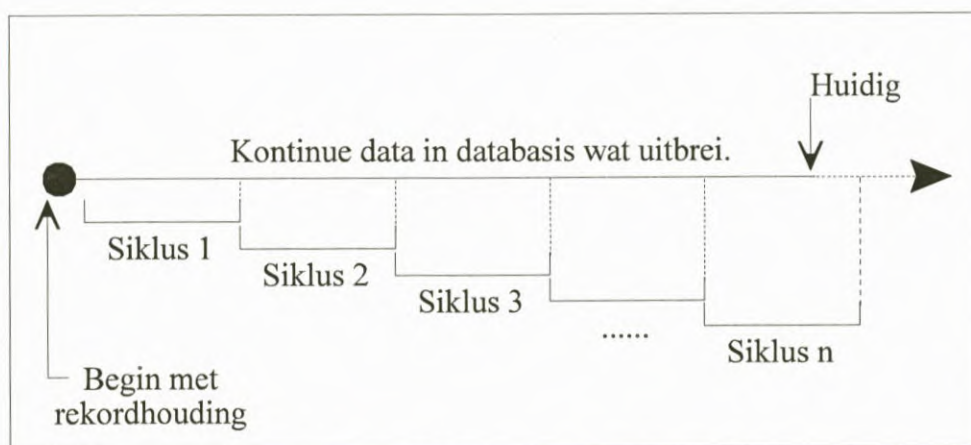 Huidig
Kontinue data in databasis wat uitbrei.
Siklus 1
Siklus 2
Siklus 3
......
Siklus n
Begin met
rekordhouding